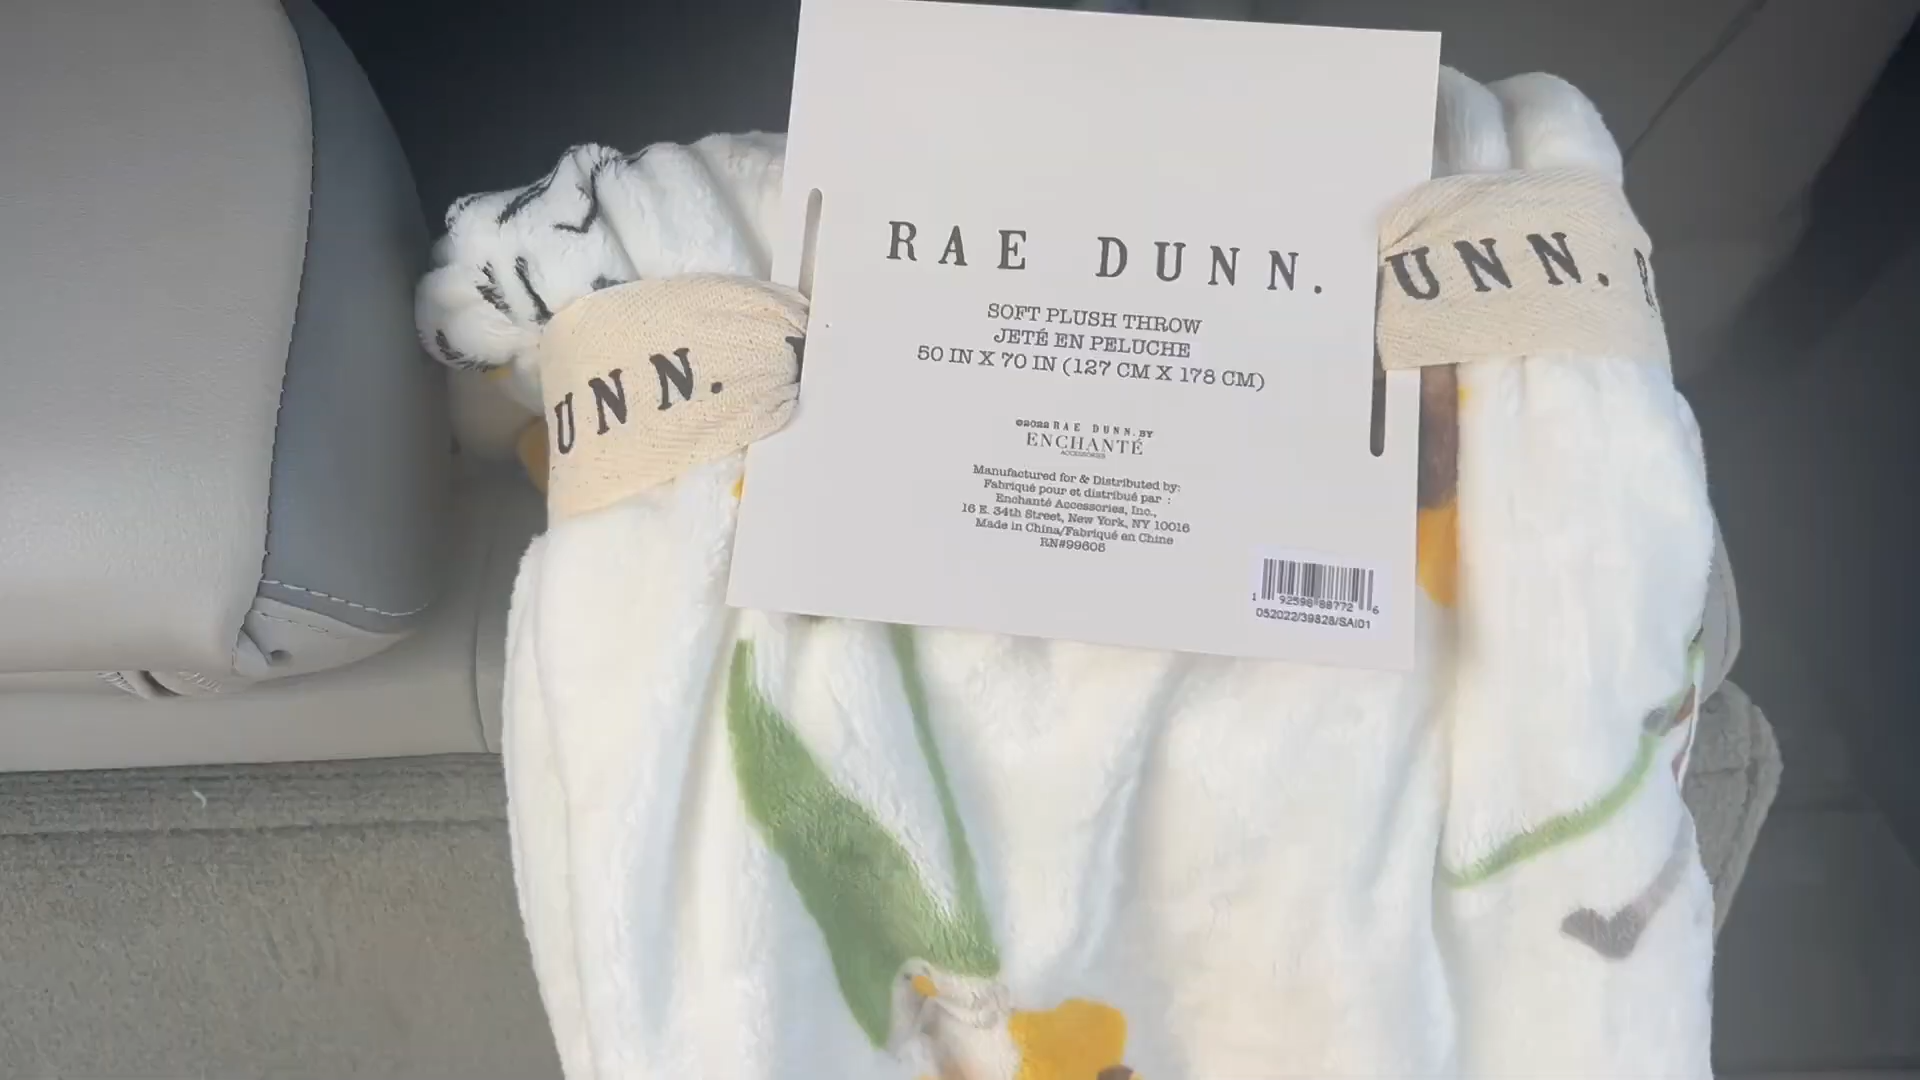 RAE DUNN.
SOFT PLUSH THROW
JETÉ EN PELUCHE
50 IN X 70 IN (127 CM X 178 CM)
©2022 RAE DUNN. BY
ENCHANTÉ
ACCESSORIES
Manufactured for & Distributed by:
Fabriqué pour et distribué par :
Enchanté Accessories, Inc.,
16 E. 34th Street, New York, NY 10016
Made in China/Fabriqué en Chine
RN#99606
1 92598 88772 6
052022/39828/SAI01
UNN.
UNN.